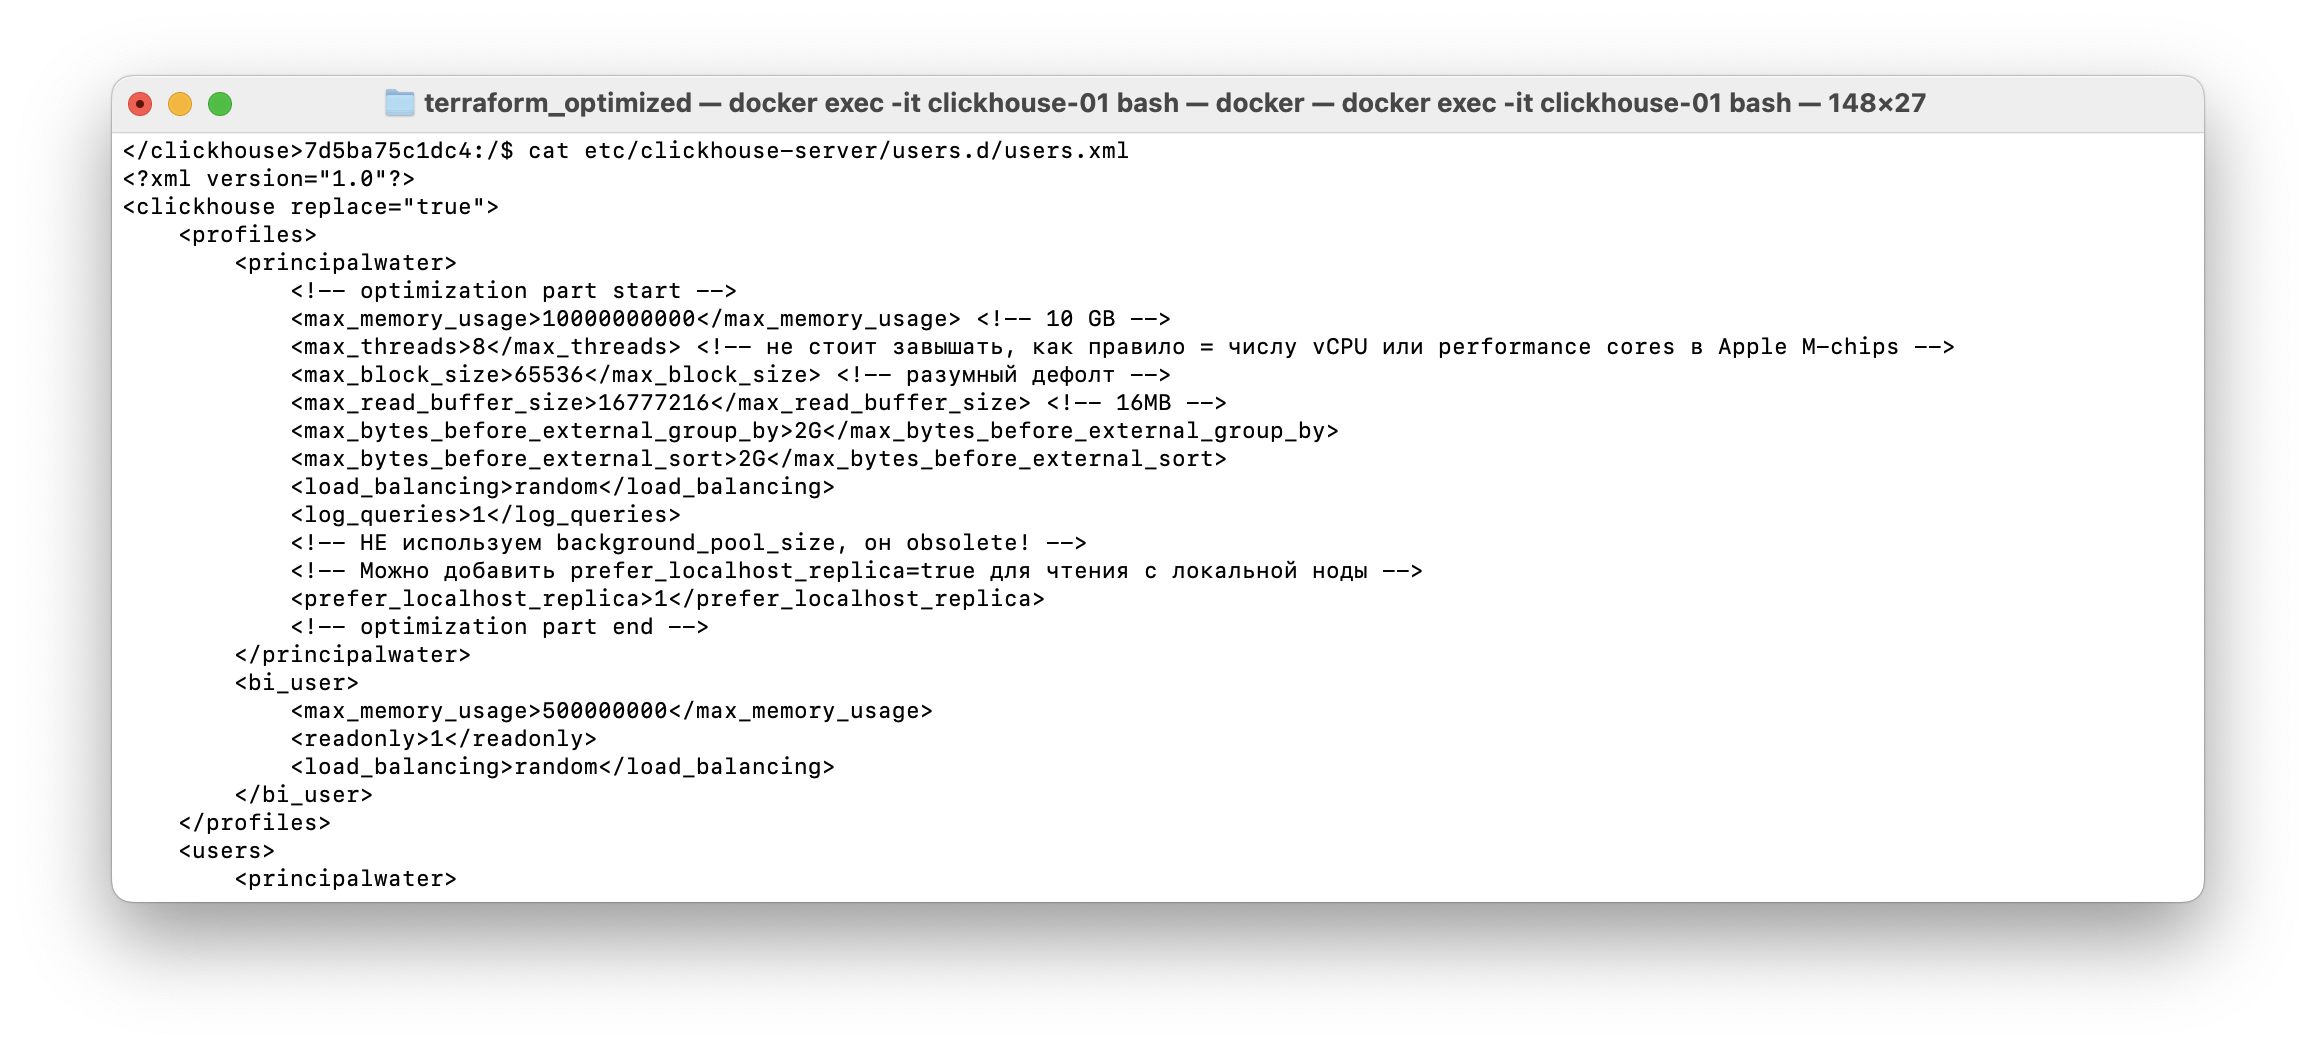 terraform_optimized — docker exec -it clickhouse-01 bash — docker — docker exec -it clickhouse-01 bash — 148×27
</clickhouse>7d5ba75c1dc4:/$ cat etc/clickhouse-server/users.d/users.xml
<?xml version="1.0"?>
<clickhouse replace="true">
    <profiles>
        <principalwater>
            <!-- optimization part start -->
            <max_memory_usage>10000000000</max_memory_usage> <!-- 10 GB -->
            <max_threads>8</max_threads> <!-- не стоит завышать, как правило = числу vCPU или performance cores в Apple M-chips -->
            <max_block_size>65536</max_block_size> <!-- разумный дефолт -->
            <max_read_buffer_size>16777216</max_read_buffer_size> <!-- 16MB -->
            <max_bytes_before_external_group_by>2G</max_bytes_before_external_group_by>
            <max_bytes_before_external_sort>2G</max_bytes_before_external_sort>
            <load_balancing>random</load_balancing>
            <log_queries>1</log_queries>
            <!-- НЕ используем background_pool_size, он obsolete! -->
            <!-- Можно добавить prefer_localhost_replica=true для чтения с локальной ноды -->
            <prefer_localhost_replica>1</prefer_localhost_replica>
            <!-- optimization part end -->
        </principalwater>
        <bi_user>
            <max_memory_usage>500000000</max_memory_usage>
            <readonly>1</readonly>
            <load_balancing>random</load_balancing>
        </bi_user>
    </profiles>
    <users>
        <principalwater>